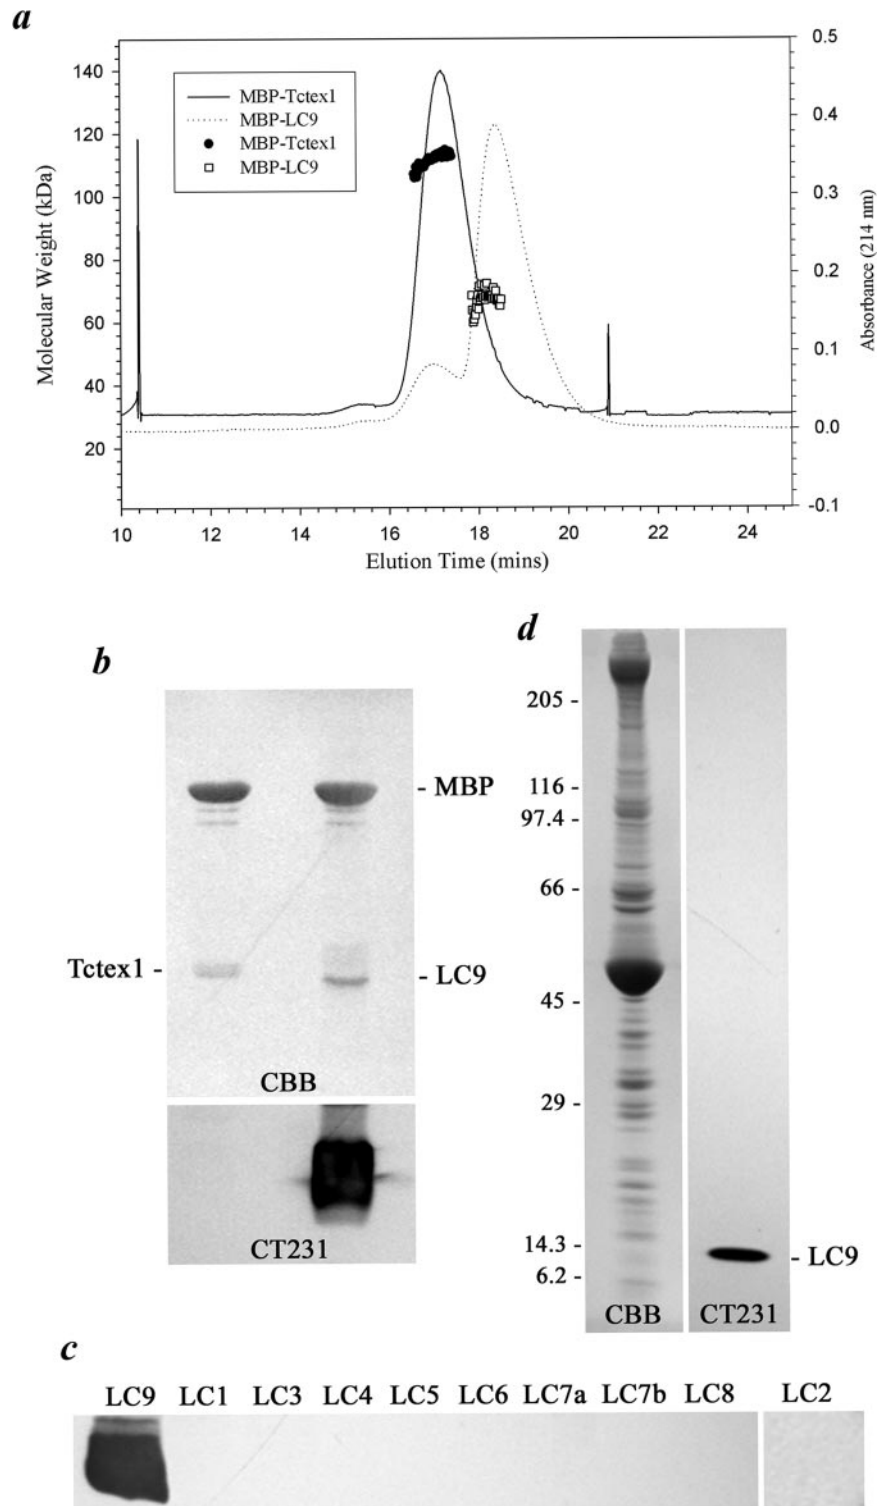 a
MBP-Tctex1
MBP-LC9
MBP-Tctex1
MBP-LC9
Molecular Weight (kDa)
140
120
100
80
60
40
20
0.5
0.4
0.3
0.2
0.1
0.0
-0.1
Absorbance (214 nm)
10 12 14 16 18 20 22 24
Elution Time (mins)
b
- MBP
Tctex1 -
- LC9
CBB
CT231
d
205 -
116 -
97.4 -
66 -
45 -
29 -
14.3 -
6.2 -
- LC9
CBB CT231
c
LC9 LC1 LC3 LC4 LC5 LC6 LC7a LC7b LC8 LC2